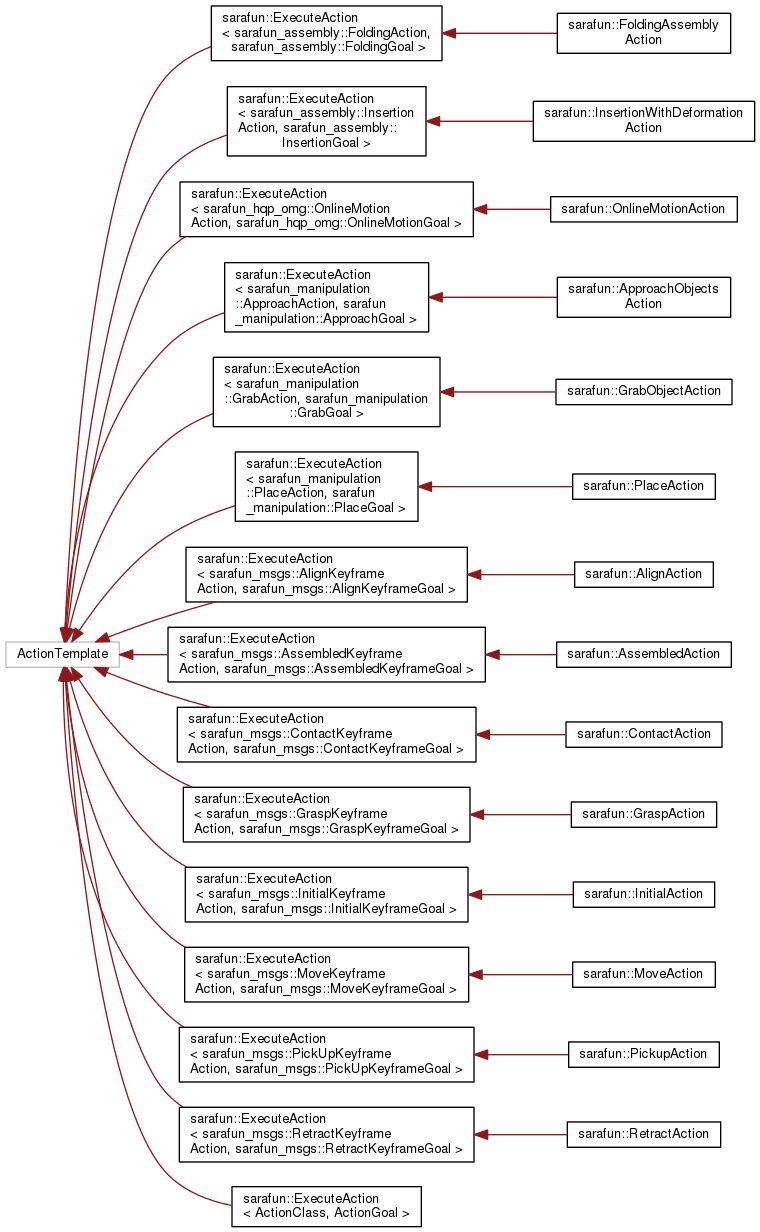 sarafun::ExecuteAction
< sarafun_assembly::FoldingAction,
sarafun_assembly::FoldingGoal >
sarafun::FoldingAssembly
Action
sarafun::ExecuteAction
< sarafun_assembly::Insertion
Action, sarafun_assembly::
InsertionGoal >
sarafun::InsertionWithDeformation
Action
sarafun::ExecuteAction
< sarafun_hqp_omg::OnlineMotion
Action, sarafun_hqp_omg::OnlineMotionGoal >
sarafun::OnlineMotionAction
sarafun::ExecuteAction
< sarafun_manipulation
::ApproachAction, sarafun
_manipulation::ApproachGoal >
sarafun::ApproachObjects
Action
sarafun::ExecuteAction
< sarafun_manipulation
::GrabAction, sarafun_manipulation
::GrabGoal >
sarafun::GrabObjectAction
sarafun::ExecuteAction
< sarafun_manipulation
::PlaceAction, sarafun
_manipulation::PlaceGoal >
sarafun::PlaceAction
sarafun::ExecuteAction
< sarafun_msgs::AlignKeyframe
Action, sarafun_msgs::AlignKeyframeGoal >
sarafun::AlignAction
ActionTemplate
sarafun::ExecuteAction
< sarafun_msgs::AssembledKeyframe
Action, sarafun_msgs::AssembledKeyframeGoal >
sarafun::AssembledAction
sarafun::ExecuteAction
< sarafun_msgs::ContactKeyframe
Action, sarafun_msgs::ContactKeyframeGoal >
sarafun::ContactAction
sarafun::ExecuteAction
< sarafun_msgs::GraspKeyframe
Action, sarafun_msgs::GraspKeyframeGoal >
sarafun::GraspAction
sarafun::ExecuteAction
< sarafun_msgs::InitialKeyframe
Action, sarafun_msgs::InitialKeyframeGoal >
sarafun::InitialAction
sarafun::ExecuteAction
< sarafun_msgs::MoveKeyframe
Action, sarafun_msgs::MoveKeyframeGoal >
sarafun::MoveAction
sarafun::ExecuteAction
< sarafun_msgs::PickUpKeyframe
Action, sarafun_msgs::PickUpKeyframeGoal >
sarafun::PickupAction
sarafun::ExecuteAction
< sarafun_msgs::RetractKeyframe
Action, sarafun_msgs::RetractKeyframeGoal >
sarafun::RetractAction
sarafun::ExecuteAction
< ActionClass, ActionGoal >